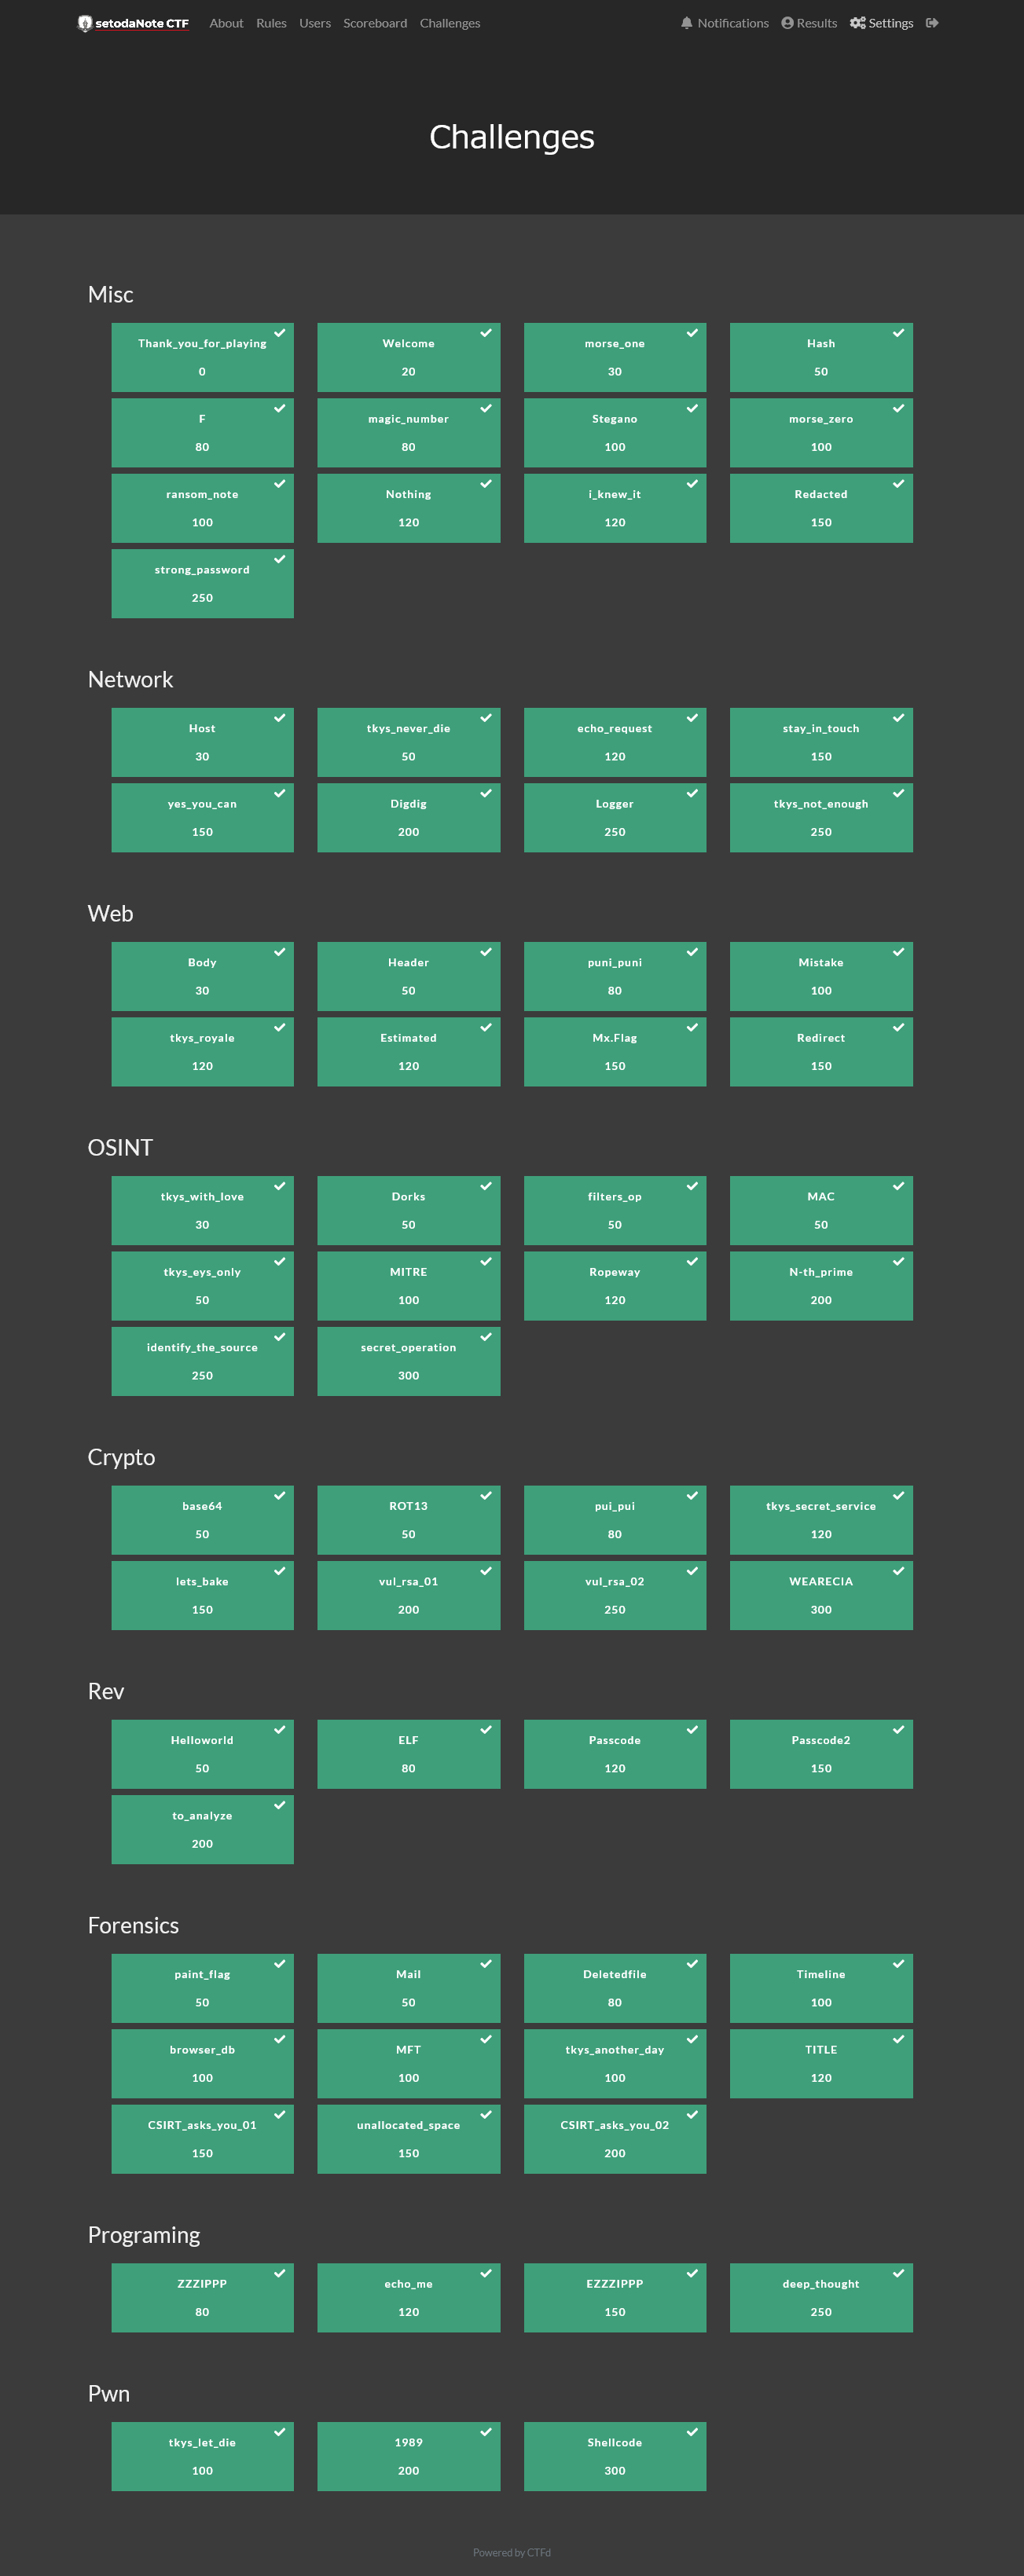 setodaNote CTF About Rules Users Scoreboard Challenges Notifications Results Settings
Challenges
Misc
Thank_you_for_playing Welcome morse_one Hash
0 20 30 50
F magic_number Stegano morse_zero
80 80 100 100
ransom_note Nothing i_knew_it Redacted
100 120 120 150
strong_password
250
Network
Host tkys_never_die echo_request stay_in_touch
30 50 120 150
yes_you_can Digdig Logger tkys_not_enough
150 200 250 250
Web
Body Header puni_puni Mistake
30 50 80 100
tkys_royale Estimated Mx.Flag Redirect
120 120 150 150
OSINT
tkys_with_love Dorks filters_op MAC
30 50 50 50
tkys_eys_only MITRE Ropeway N-th_prime
50 100 120 200
identify_the_source secret_operation
250 300
Crypto
base64 ROT13 pui_pui tkys_secret_service
50 50 80 120
lets_bake vul_rsa_01 vul_rsa_02 WEARECIA
150 200 250 300
Rev
Helloworld ELF Passcode Passcode2
50 80 120 150
to_analyze
200
Forensics
paint_flag Mail Deletedfile Timeline
50 50 80 100
browser_db MFT tkys_another_day TITLE
100 100 100 120
CSIRT_asks_you_01 unallocated_space CSIRT_asks_you_02
150 150 200
Programing
ZZZIPPP echo_me EZZZIPPP deep_thought
80 120 150 250
Pwn
tkys_let_die 1989 Shellcode
100 200 300
Powered by CTFd